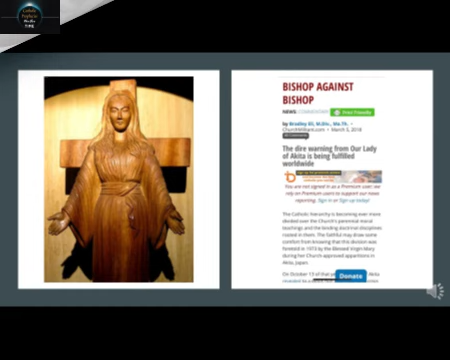 Catholic
Prophecy
TIME
BISHOP AGAINST
BISHOP
NEWS COMMENTARY
Print Friendly
by Bradley Eli, M.Div., Ma.Th. •
ChurchMilitant.com • March 5, 2018
The dire warning from Our Lady
of Akita is being fulfilled
worldwide
You are not signed in as a Premium user; we
rely on Premium users to support our news
reporting. Sign in or Sign up today!
The Catholic hierarchy is becoming ever more
divided over the Church's perennial moral
teachings and the binding doctrinal disciplines
rooted in them. The faithful may draw some
comfort from knowing that this division was
foretold in 1973 by the Blessed Virgin Mary
during her Church-approved apparitions in
Akita, Japan.
On October 13 of that
Akita
Donate